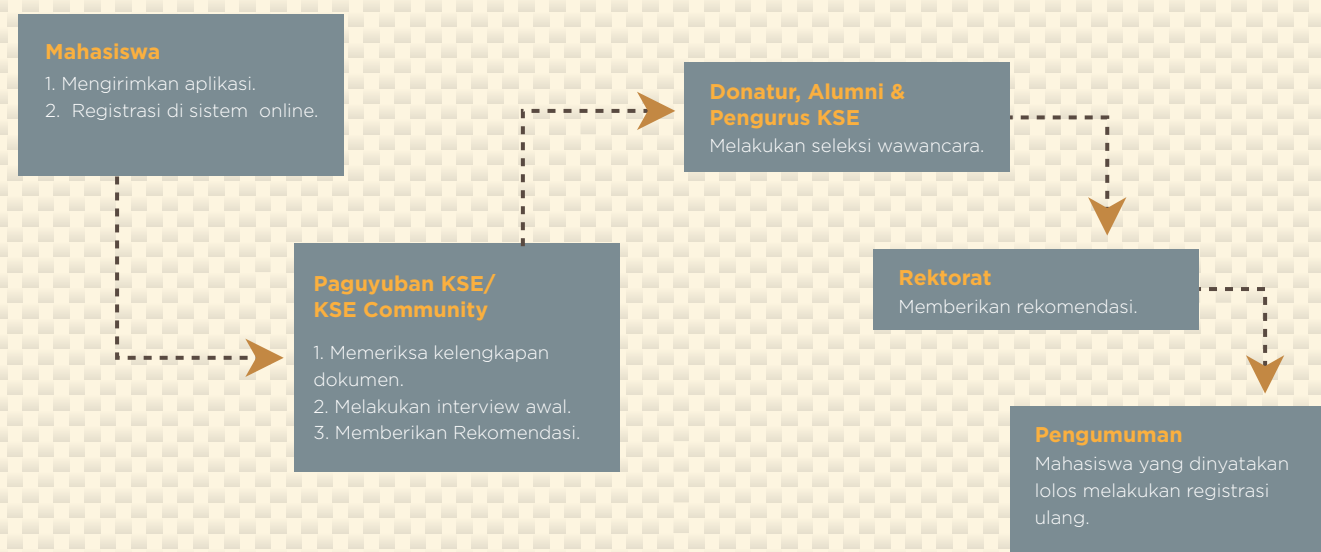 Mahasiswa
1. Mengirimkan aplikasi.
2. Registrasi di sistem online.
Paguyuban KSE/
KSE Community
1. Memeriksa kelengkapan
dokumen.
2. Melakukan interview awal.
3. Memberikan Rekomendasi.
Donatur, Alumni &
Pengurus KSE
Melakukan seleksi wawancara.
Rektorat
Memberikan rekomendasi.
Pengumuman
Mahasiswa yang dinyatakan
lolos melakukan registrasi
ulang.